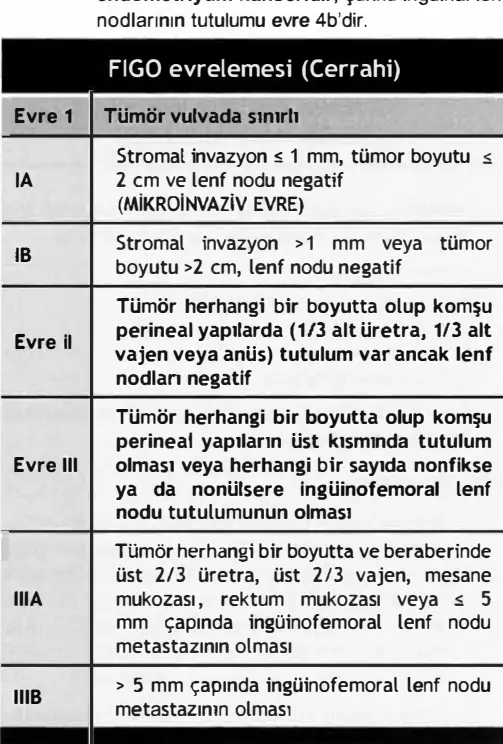 nodlarının tutulumu evre 4b'dir.
FIGO evrelemesi (Cerrahi)
Evre 1 Tümör vulvada sınırlı
IA
Stromal invazyon ≤ 1 mm, tümor boyutu ≤
2 cm ve lenf nodu negatif
(MİKROİNVAZİV EVRE)
IB
Stromal invazyon >1 mm veya tümor
boyutu >2 cm, lenf nodu negatif
Evre il
Tümör herhangi bir boyutta olup komşu
perineal yapılarda (1/3 alt üretra, 1/3 alt
vajen veya anüs) tutulum var ancak lenf
nodları negatif
Evre III
Tümör herhangi bir boyutta olup komşu
perineal yapıların üst kısmında tutulum
olması veya herhangi bir sayıda nonfikse
ya da nonülsere ingüinofemoral lenf
nodu tutulumunun olması
IIIA
Tümör herhangi bir boyutta ve beraberinde
üst 2/3 üretra, üst 2/3 vajen, mesane
mukozası, rektum mukozası veya ≤ 5
mm çapında ingüinofemoral lenf nodu
metastazının olması
IIIB
> 5 mm çapında ingüinofemoral lenf nodu
metastazının olması